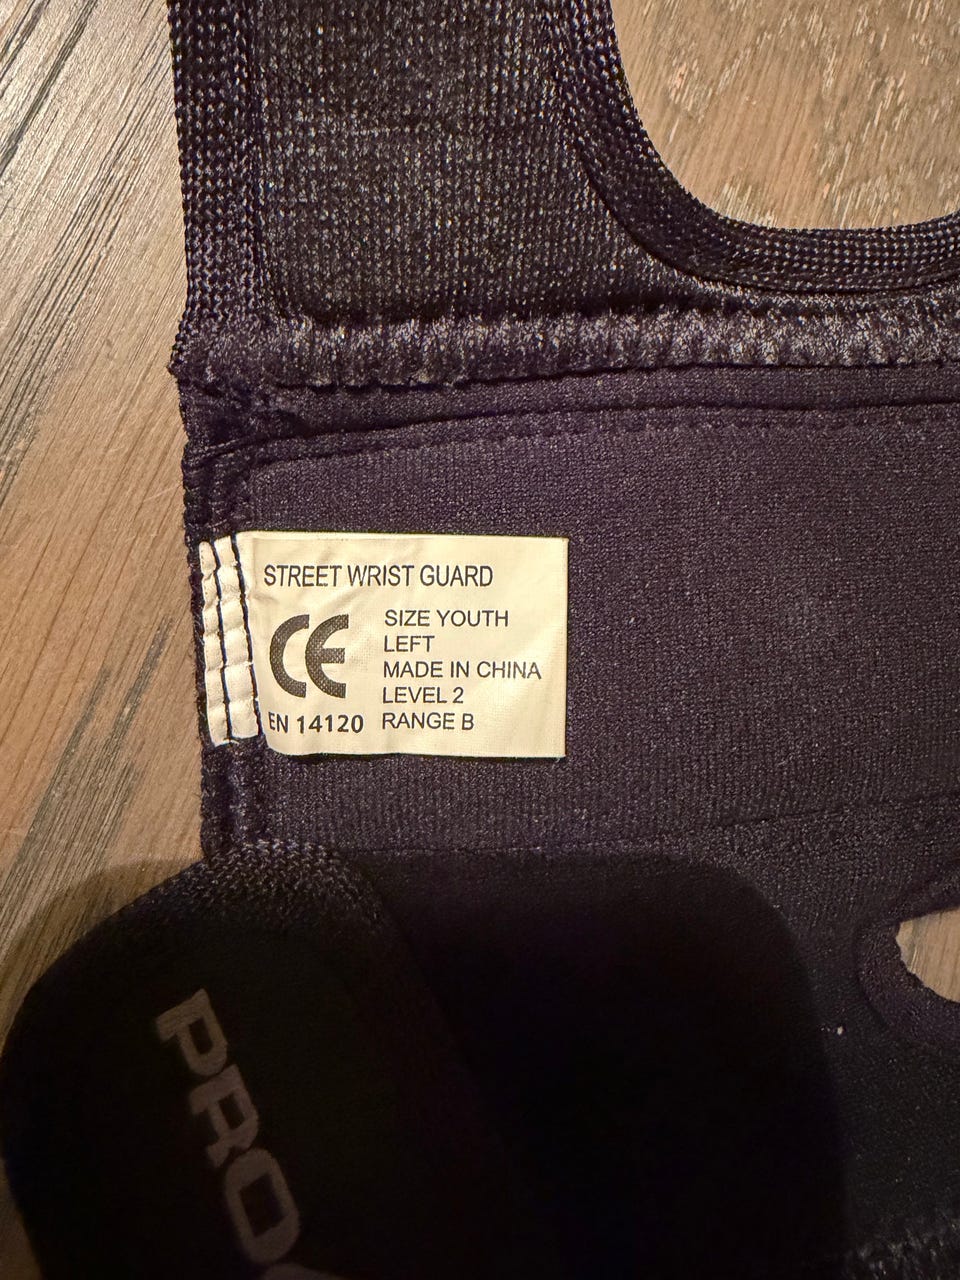 STREET WRIST GUARD
CE
SIZE YOUTH
LEFT
MADE IN CHINA
LEVEL 2
RANGE B
EN 14120
PRO